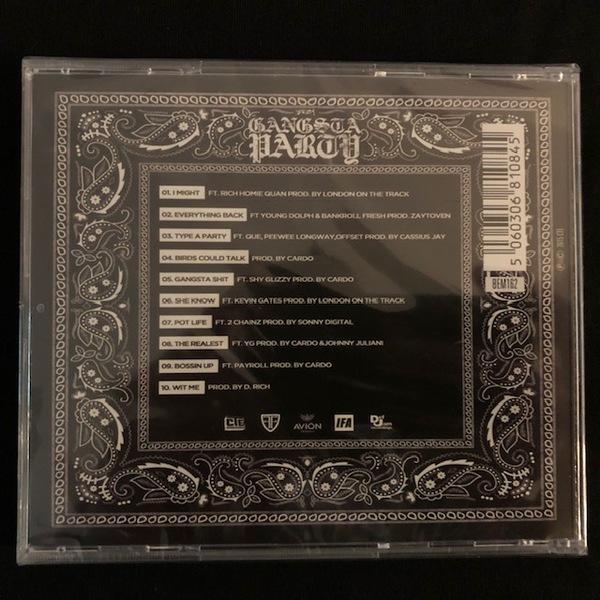 GANGSTA
PARTY
01. I MIGHT FT. RICH HOMIE QUAN PROD. BY LONDON ON THE TRACK
02. EVERYTHING BACK FT YOUNG DOLPH & BANKROLL FRESH PROD. ZAYTOVEN
03. TYPE A PARTY FT. QUE, PEEWEE LONGWAY,OFFSET PROD. BY CASSIUS JAY
04. BIRDS COULD TALK PROD. BY CARDO
05. GANGSTA SHIT FT. SHY GLIZZY PROD. BY CARDO
06. SHE KNOW FT. KEVIN GATES PROD. BY LONDON ON THE TRACK
07. POT LIFE FT. 2 CHAINZ PROD. BY SONNY DIGITAL
08. THE REALEST FT. YG PROD. BY CARDO &JOHNNY JULIANI
09. BOSSIN UP FT. PAYROLL PROD. BY CARDO
10. WIT ME PROD. BY D. RICH
CTE
AVION
IFA
Def Jam
5 060306 810845
BEM162